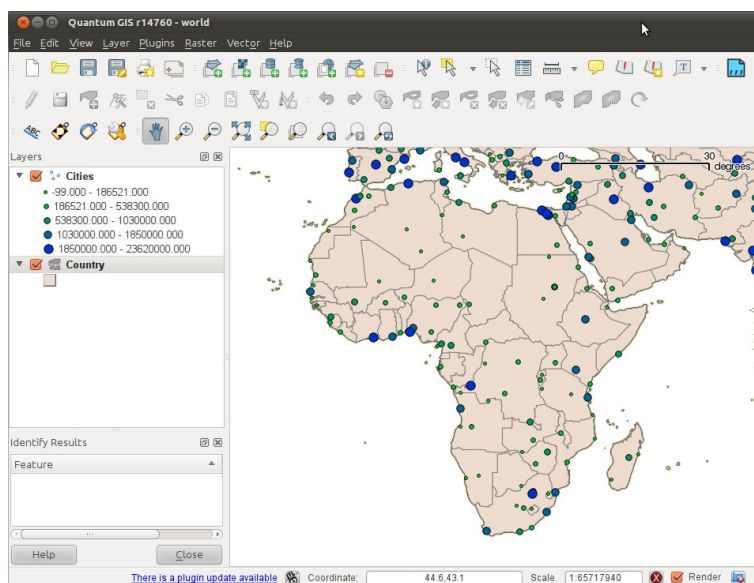 Quantum GIS r14760 - world
File Edit View Layer Plugins Raster Vector Help
T
ABC
Layers
Cities
-99.000 - 186521.000
186521.000 - 538300.000
538300.000 - 1030000.000
1030000.000 - 1850000.000
1850000.000 - 23620000.000
Country
0 30
degrees
Identify Results
Feature
Help Close
There is a plugin update available Coordinate: 44.6,43.1 Scale 1:65717940 Render